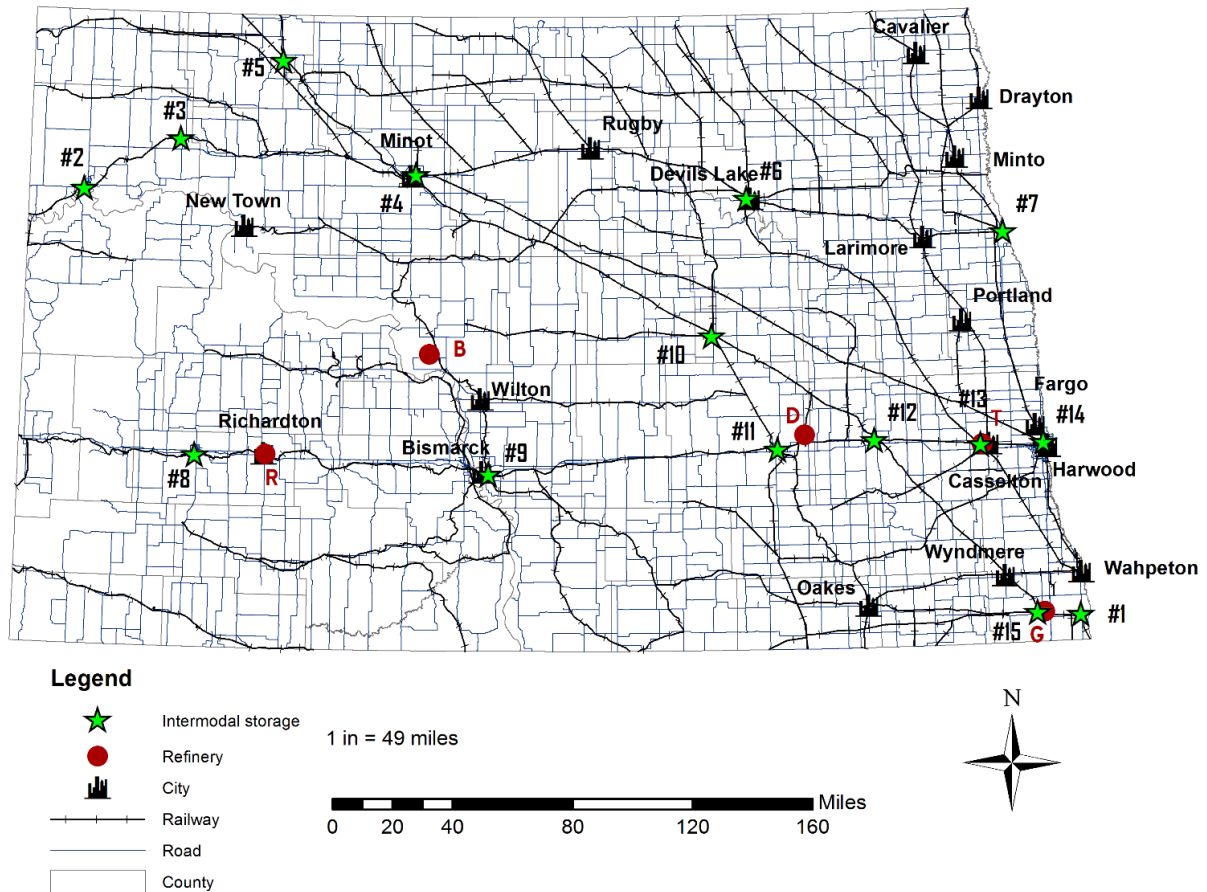 Cavalier
#5
Drayton
#3
Rugby
Minot
Minto
#2
Devils Lake
#6
New Town
#4
#7
Larimore
Portland
#10
B
Wilton
Fargo
#13
#14
Richardton
#12
D
T
#11
Bismarck
#9
Harwood
#8
R
Casselton
Wyndmere
Wahpeton
Oakes
#1
#15
G
Legend
Intermodal storage
Refinery
City
Railway
Road
County
1 in = 49 miles
Miles
0 20 40 80 120 160
N